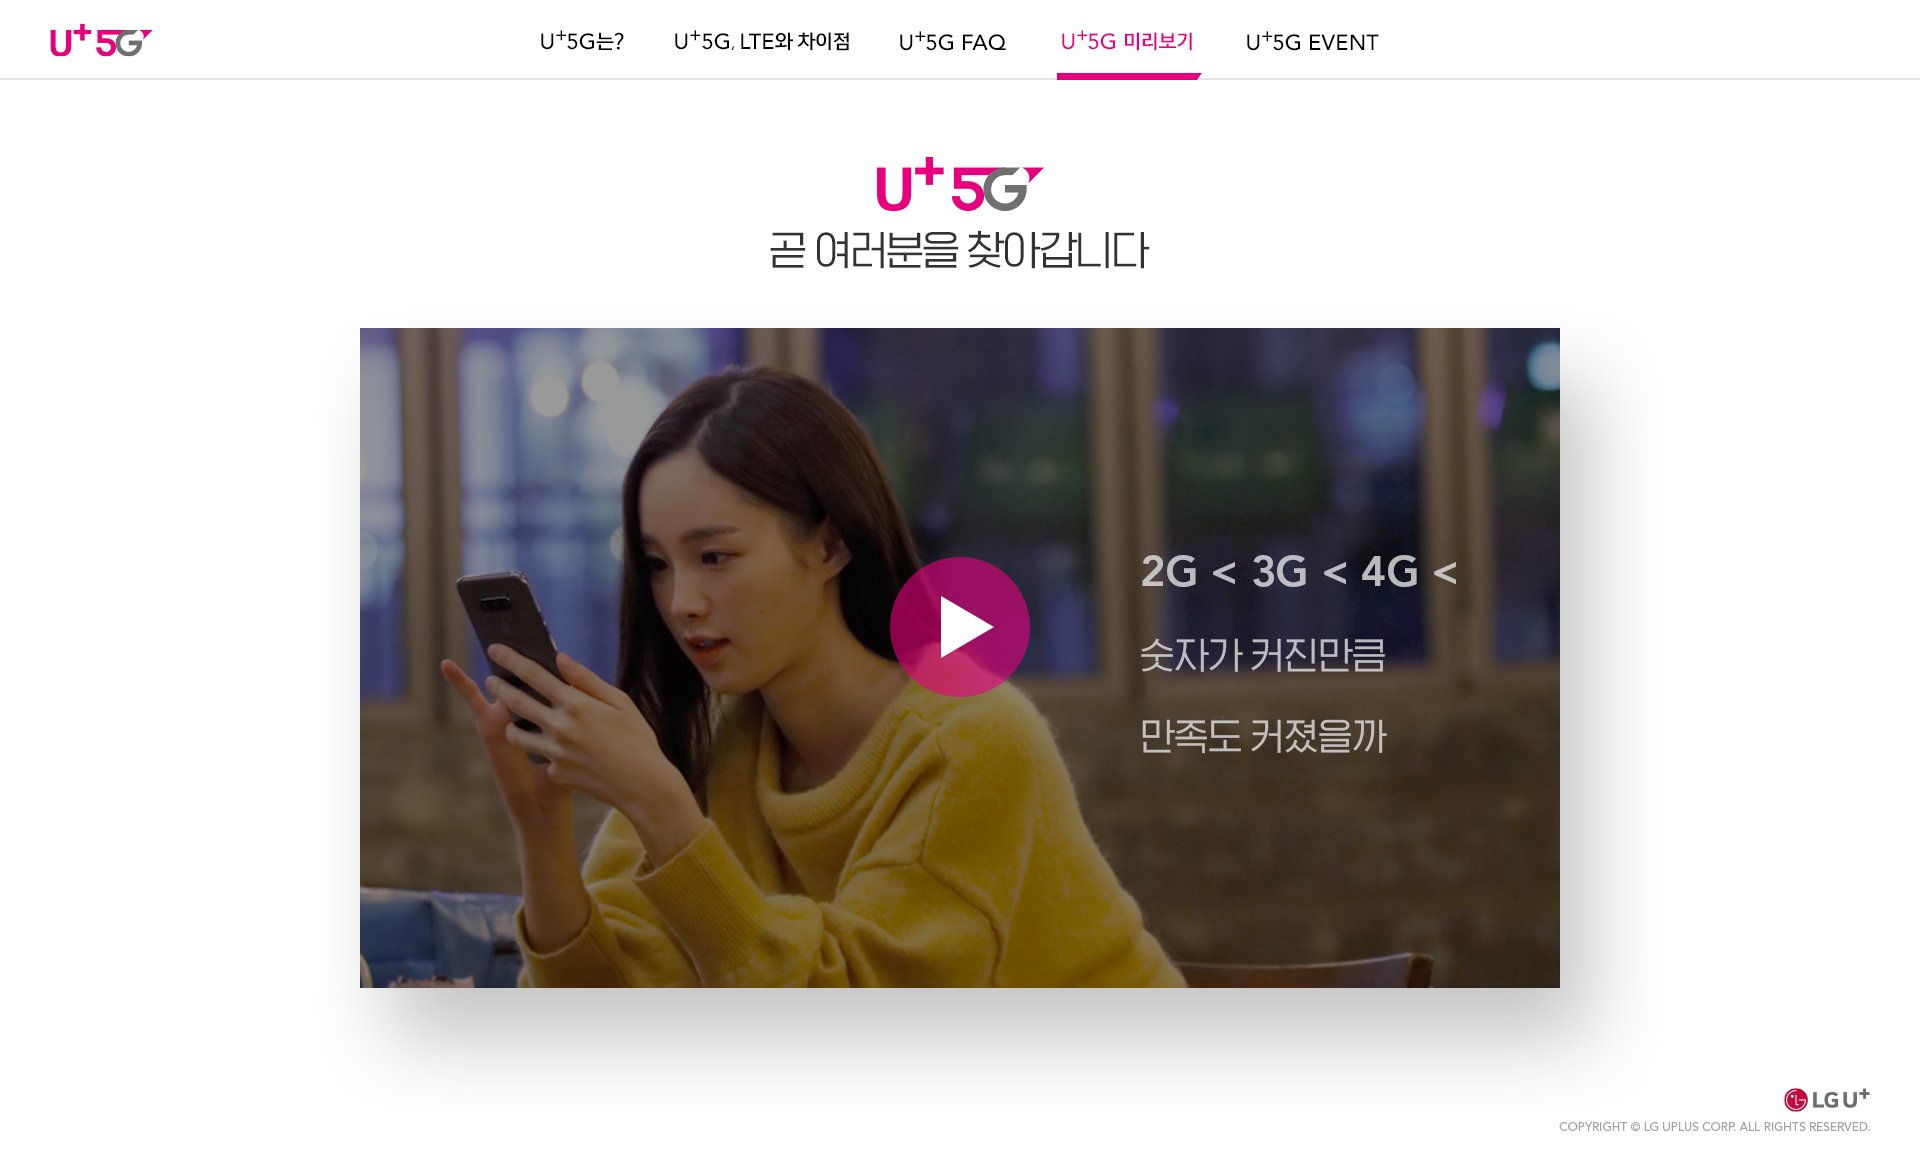 U+5G
U+5G는?
U+5G, LTE와 차이점
U+5G FAQ
U+5G 미리보기
U+5G EVENT
U+5G
곧 여러분을 찾아갑니다
2G < 3G < 4G <
숫자가 커진만큼
만족도 커졌을까
LG U+
COPYRIGHT © LG UPLUS CORP. ALL RIGHTS RESERVED.